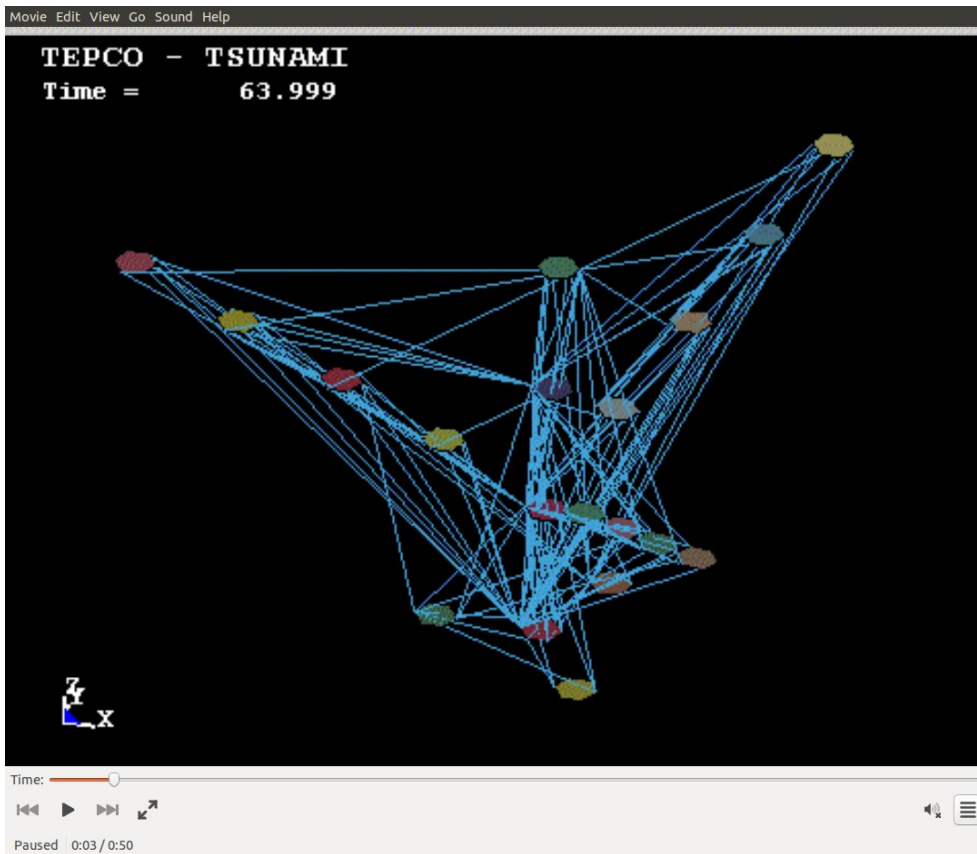 Movie Edit View Go Sound Help
TEPCO - TSUNAMI
Time = 63.999
Z
Y
X
Time:
Paused 0:03 / 0:50